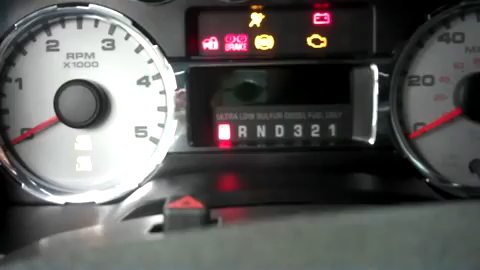 1 2 3 4 5
RPM
X1000
BRAKE
ULTRA LOW SULFUR DIESEL FUEL ONLY
R N D 3 2 1
40
20
0